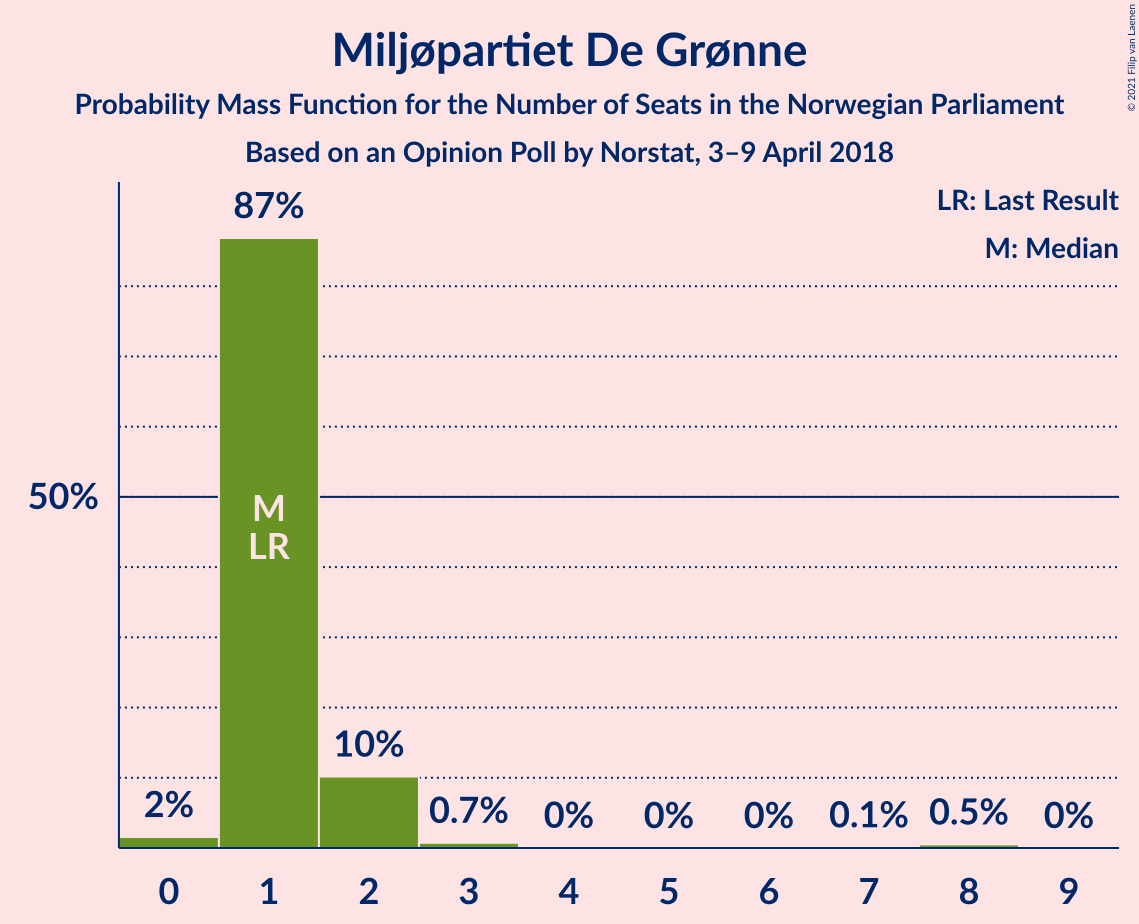 Miljøpartiet De Grønne
Probability Mass Function for the Number of Seats in the Norwegian Parliament
Based on an Opinion Poll by Norstat, 3–9 April 2018
© 2021 Filip van Laenen
LR: Last Result
M: Median
87%
50%
M
LR
10%
2%
0.7%
0%
0%
0%
0.1%
0.5%
0%
0
1
2
3
4
5
6
7
8
9